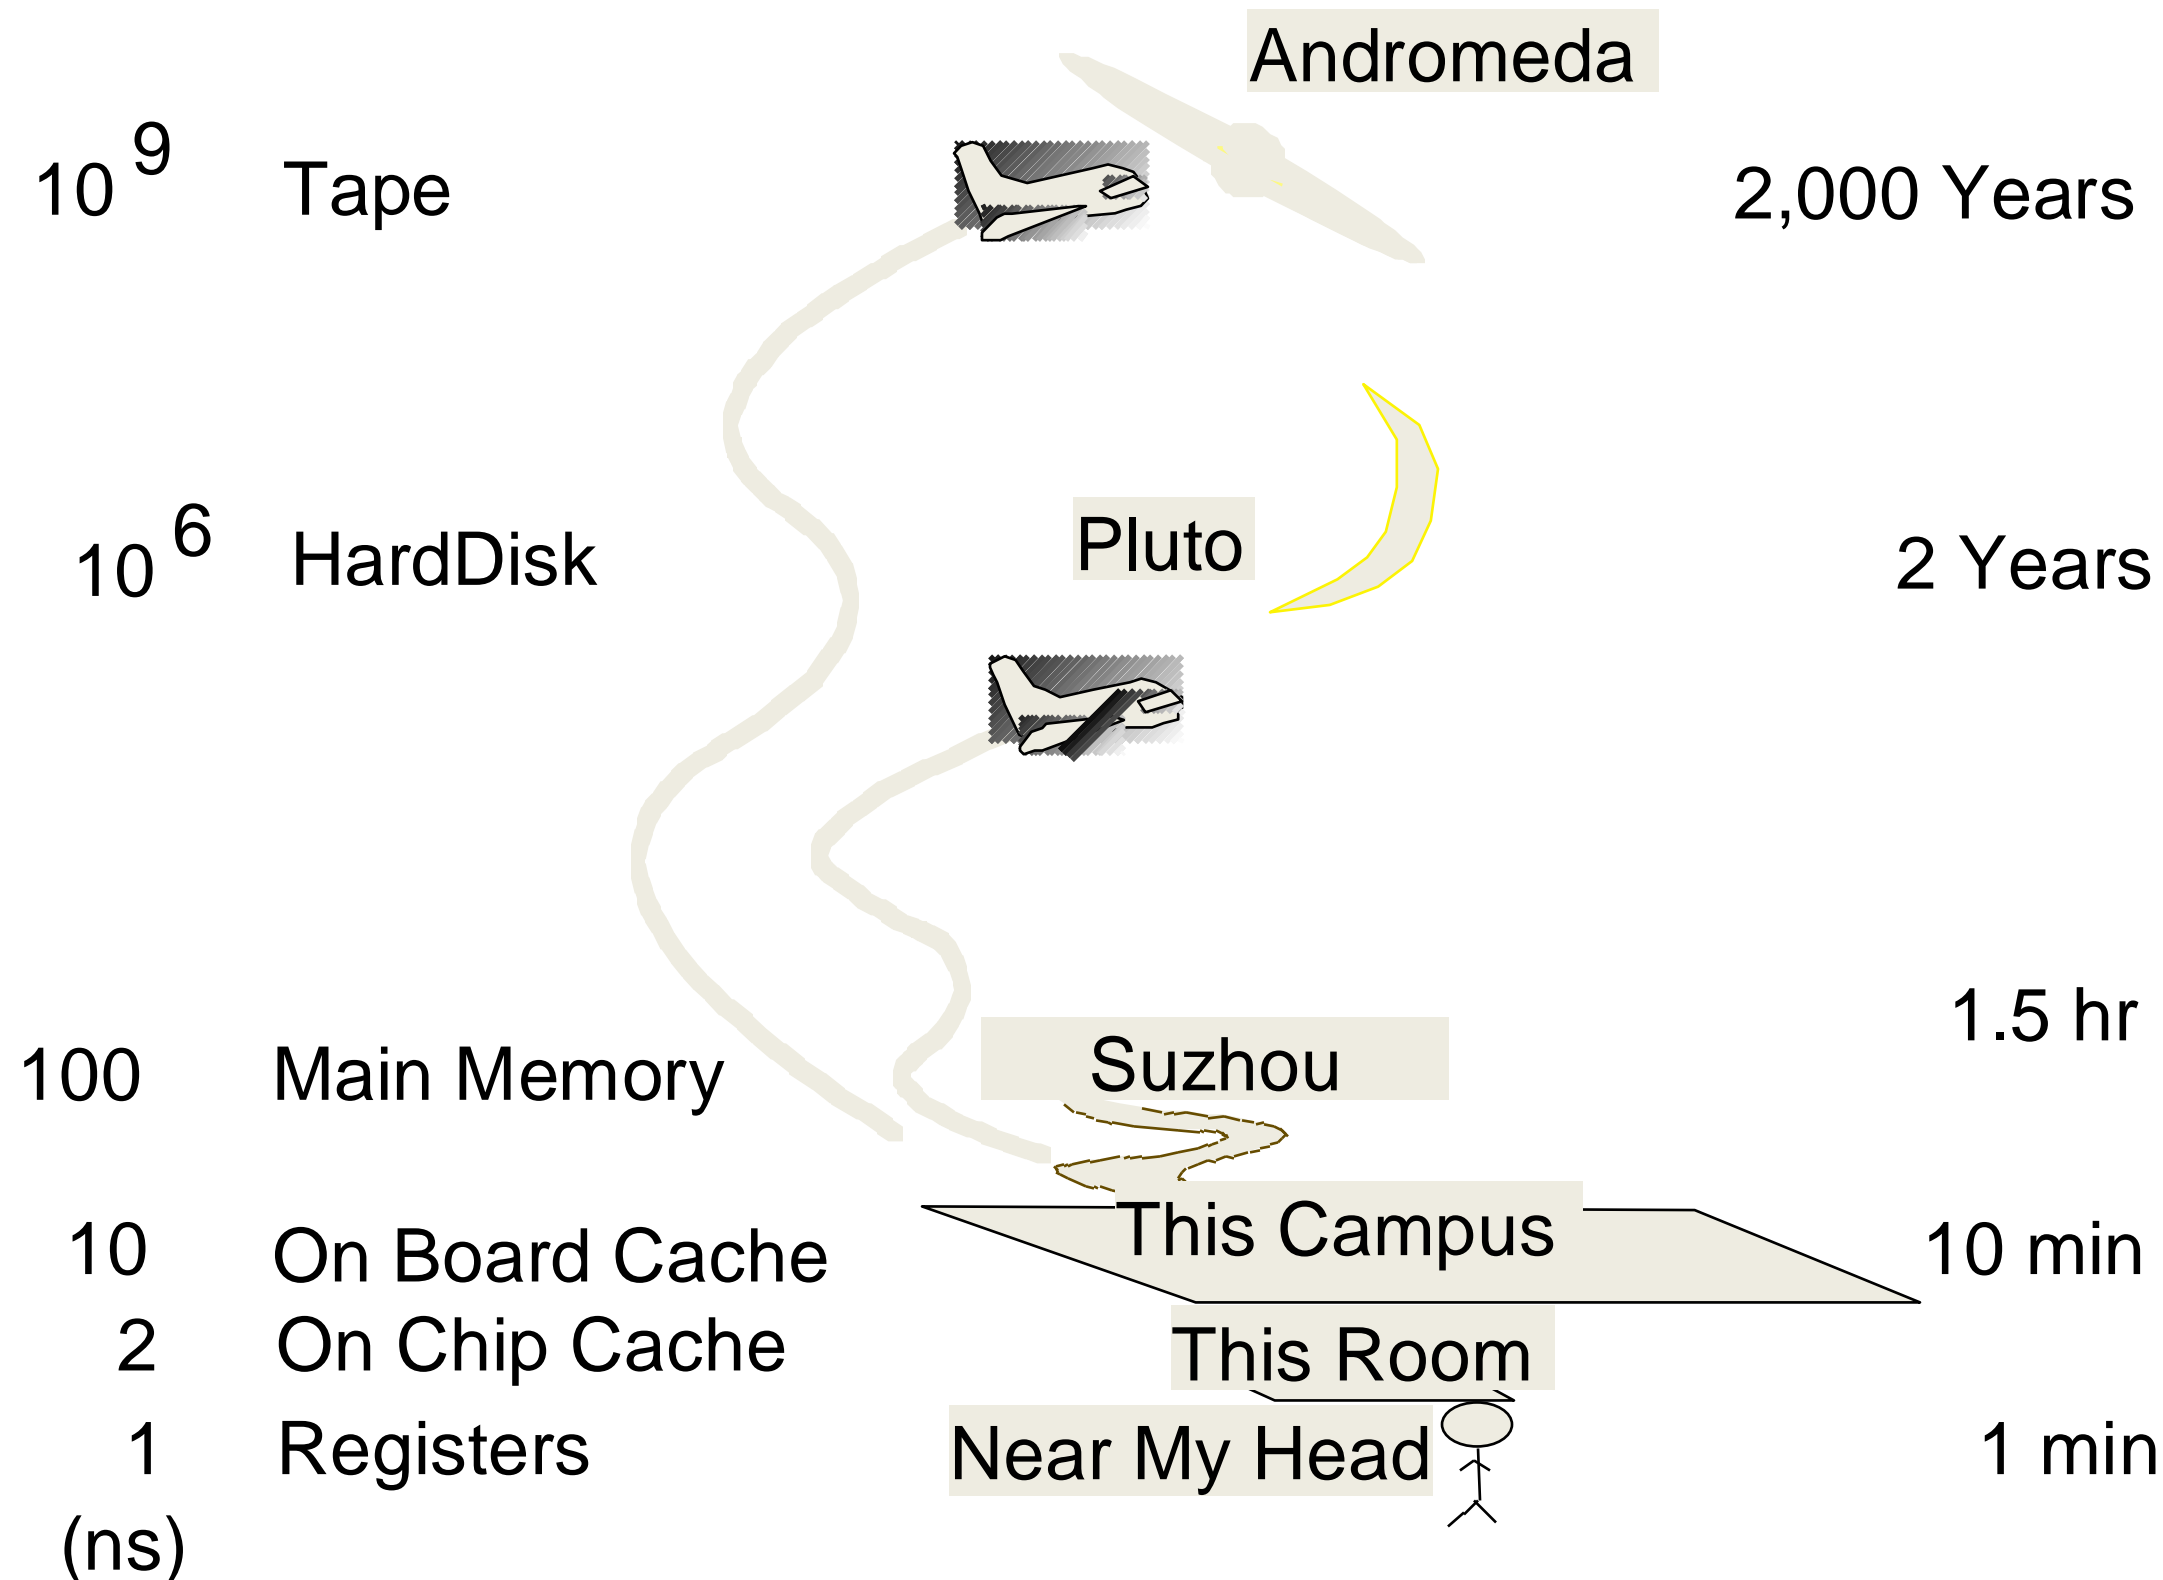 Andromeda
10 9 Tape 2,000 Years
10 6 HardDisk Pluto 2 Years
1.5 hr
100 Main Memory Suzhou
10 On Board Cache This Campus 10 min
2 On Chip Cache This Room
1 Registers Near My Head 1 min
(ns)